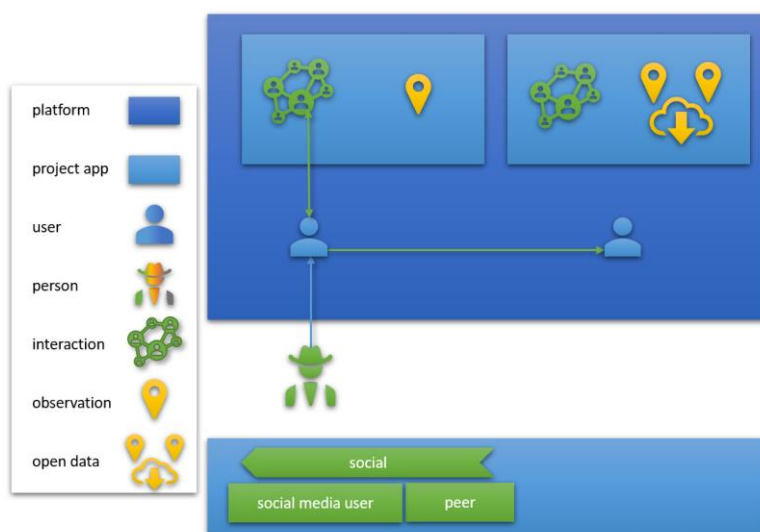 platform
project app
user
person
interaction
observation
open data
social
social media user
peer